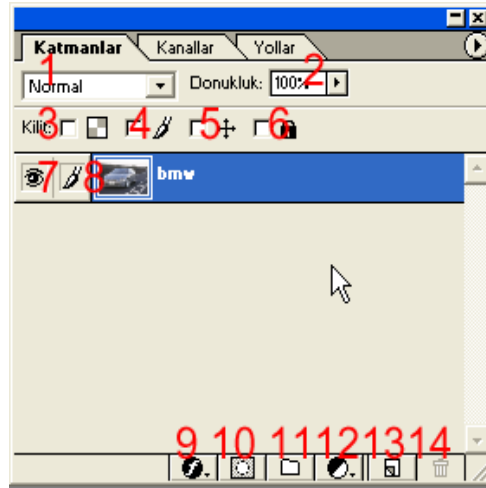 Katmanlar Kanallar Yollar
1 2
Normal Donukluk: 100%
Kilit: 3 4 5 6
7 8 bmw
9 10 11 12 13 14